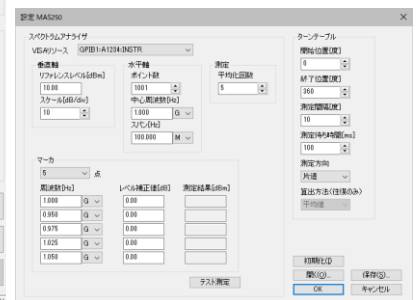 設定 MAS250
スペクトラムアナライザ
VISAリソース GPIB1::A1234::INSTR
垂直軸
リファレンスレベル[dBm]
10.00
スケール[dB/div]
10
水平軸
ポイント数
1001
中心周波数[Hz]
1.000 G
スパン[Hz]
100.000 M
測定
平均化回数
5
マーカ
5 点
周波数[Hz] レベル補正値[dB] 測定結果[dBm]
1.000 G 0.00
0.950 G 0.00
0.975 G 0.00
1.025 G 0.00
1.050 G 0.00
テスト測定
ターンテーブル
開始位置[度]
0
終了位置[度]
360
測定間隔[度]
10
測定待ち時間[ms]
100
測定方向
片道
算出方法(往復のみ)
平均値
初期化(I)
開く(O)... 保存(S)...
OK キャンセル